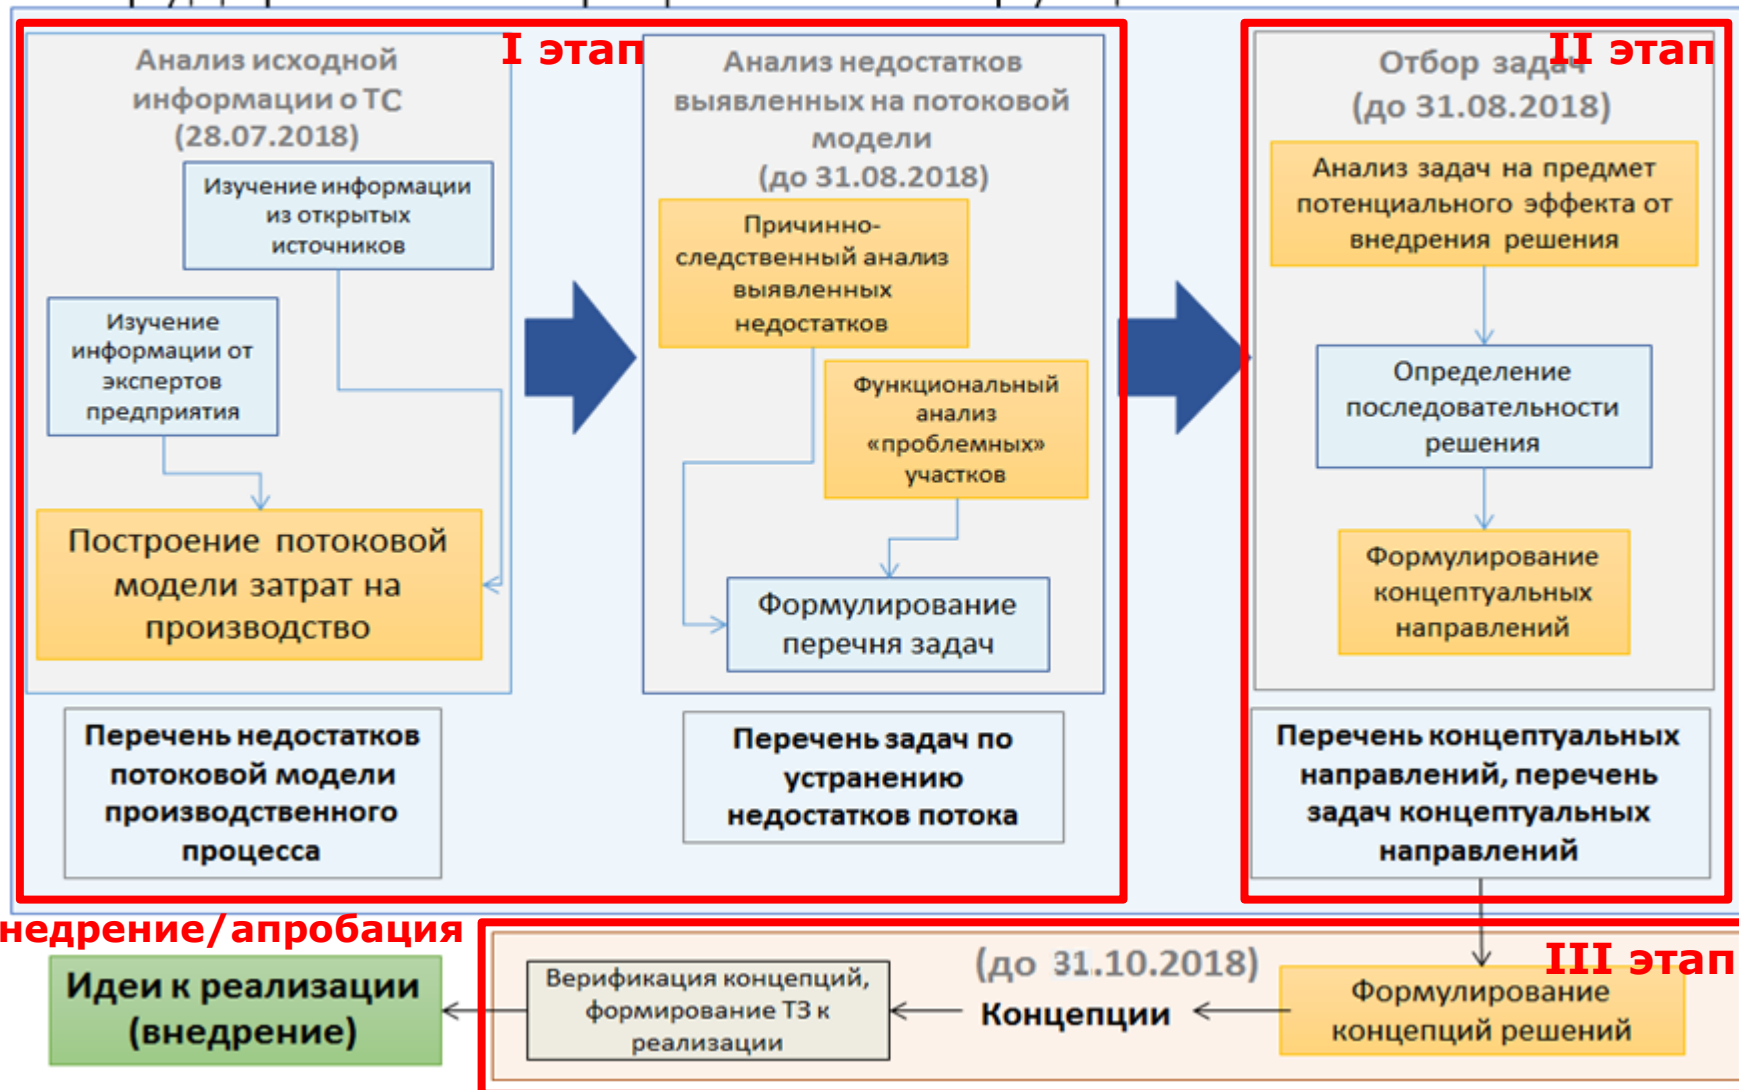 I этап
Анализ исходной
информации о ТС
(28.07.2018)
Изучение информации
из открытых
источников
Изучение
информации от
экспертов
предприятия
Построение потоковой
модели затрат на
производство
Перечень недостатков
потоковой модели
производственного
процесса
Анализ недостатков
выявленных на потоковой
модели
(до 31.08.2018)
Причинно-
следственный анализ
выявленных
недостатков
Функциональный
анализ
«проблемных»
участков
Формулирование
перечня задач
Перечень задач по
устранению
недостатков потока
II этап
Отбор задач
(до 31.08.2018)
Анализ задач на предмет
потенциального эффекта от
внедрения решения
Определение
последовательности
решения
Формулирование
концептуальных
направлений
Перечень концептуальных
направлений, перечень
задач концептуальных
направлений
III этап
(до 31.10.2018)
Формулирование
концепций решений
Концепции
Верификация концепций,
формирование ТЗ к
реализации
недрение/апробация
Идеи к реализации
(внедрение)